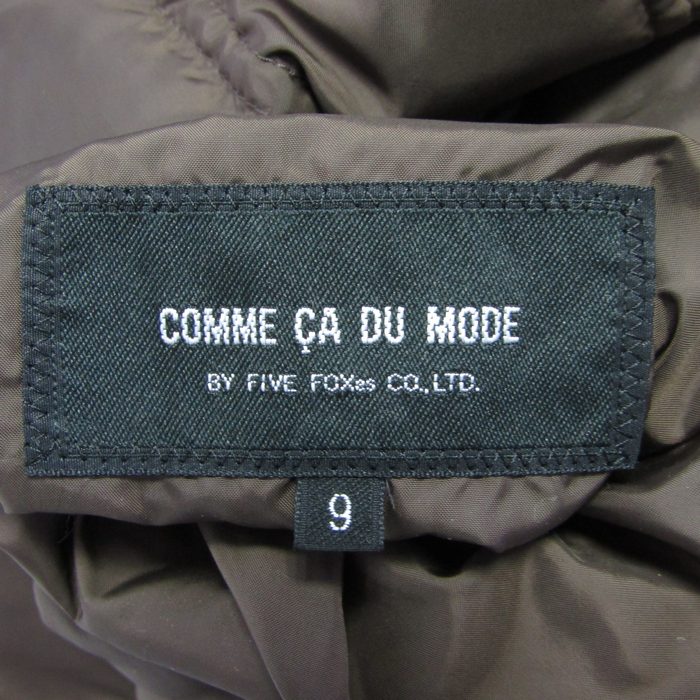 COMME ÇA DU MODE
BY FIVE FOXes CO.,LTD.
9